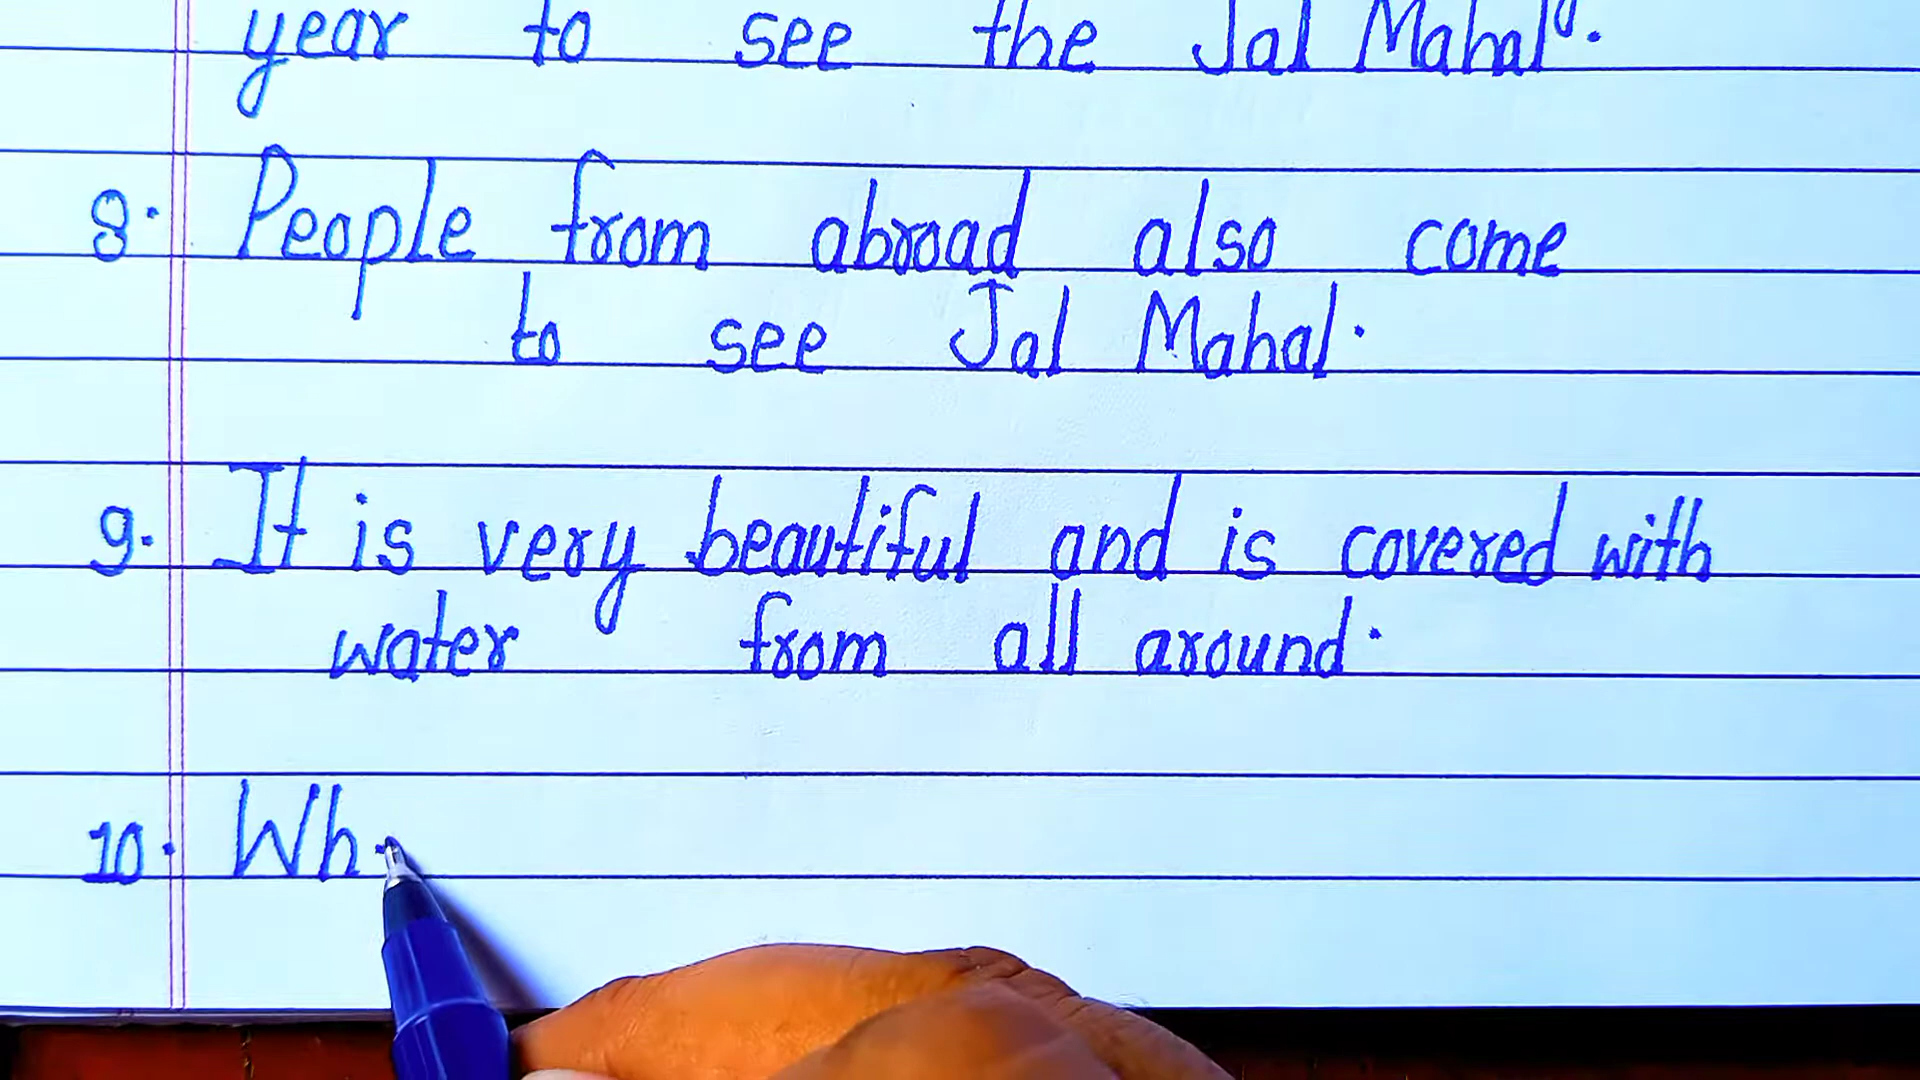 year to see the Jal Mahal.
8. People from abroad also come
to see Jal Mahal.
9. It is very beautiful and is covered with
water from all around.
10. Wh